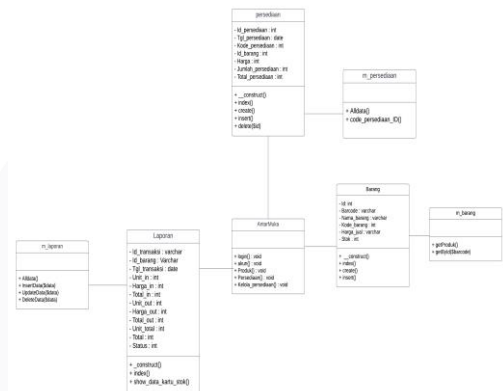 persediaan
- Id_persediaan : int
- Tgl_persediaan : date
- Kode_persediaan : int
- Id_barang : int
- Harga : int
- Jumlah_persediaan : int
- Total_persediaan : int
+ __construct()
+ index()
+ create()
+ insert()
+ delete($id)
m_persediaan
+ Alldata()
+ code_persediaan_ID()
Barang
- Id: int
- Barcode : varchar
- Nama_barang : varchar
- Kode_barang : int
- Harga_jual : varchar
- Stok : int
+ __construct()
+ index()
+ create()
+ insert()
m_barang
+ getProduk()
+ getById($barcode)
AntarMuka
+ login() : void
+ akun() : void
+ Produk() : void
+ Persediaan() : void
+ Kelola_persediaan() : void
Laporan
- Id_transaksi : varchar
- Id_barang : Varchar
- Tgl_transaksi : date
- Unit_in : int
- Harga_in : int
- Total_in : int
- Unit_out : int
- Harga_out : int
- Total_out : int
- Unit_total : int
- Total : int
- Status : int
+ _construct()
+ index()
+ show_data_kartu_stok()
m_laporan
+ Alldata()
+ InsertData($data)
+ UpdateData($data)
+ DeleteData($data)